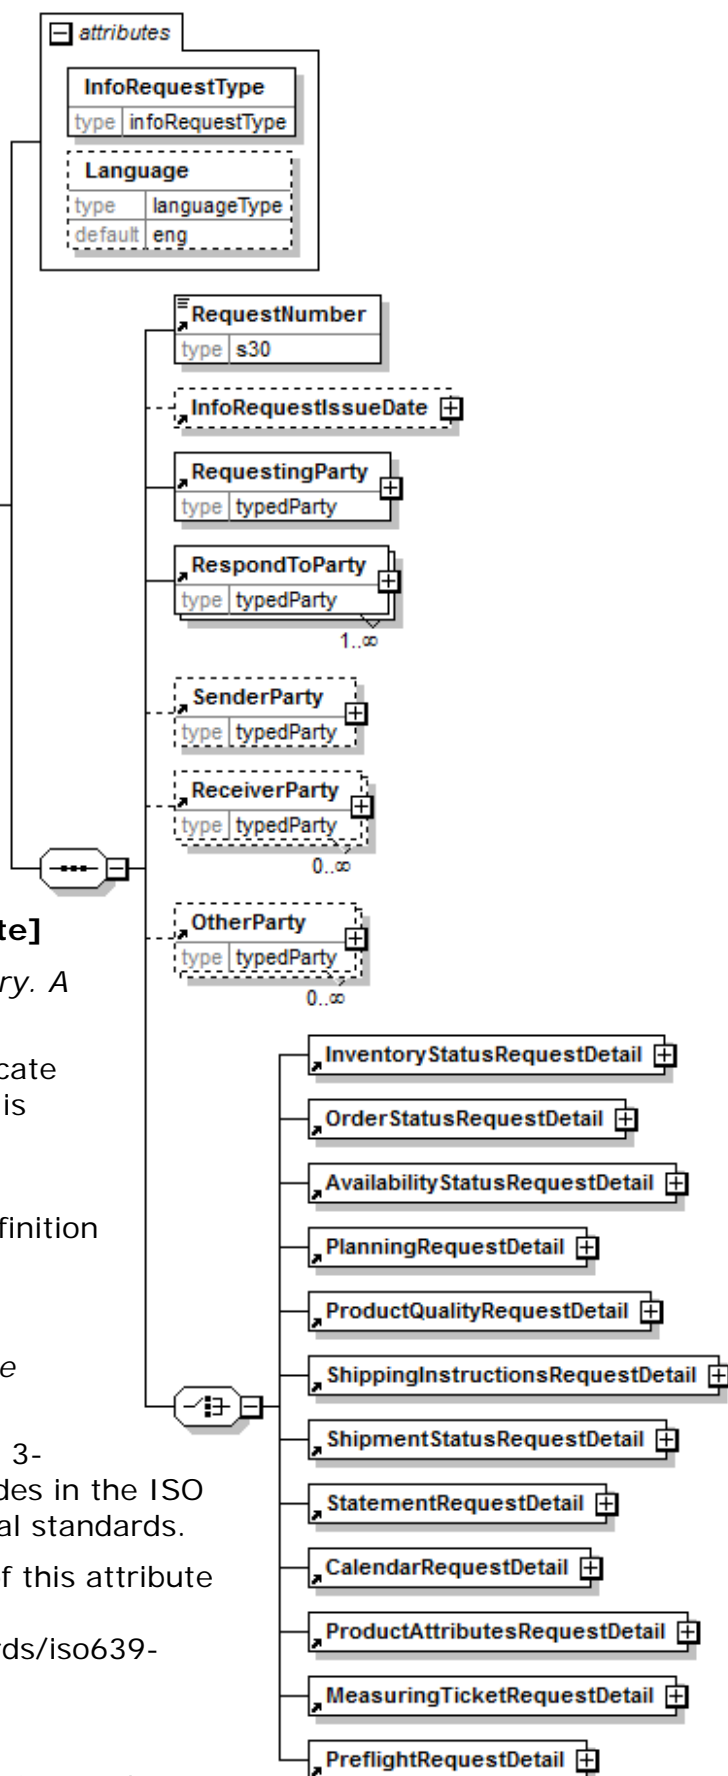 attributes
InfoRequestType
type infoRequestType
Language
type languageType
default eng
RequestNumber
type s30
InfoRequestIssueDate
RequestingParty
type typedParty
RespondToParty
type typedParty
1..∞
SenderParty
type typedParty
ReceiverParty
type typedParty
0..∞
te]
OtherParty
type typedParty
ry. A
0..∞
cate
is
finition
e
3-
des in the ISO
al standards.
f this attribute
rds/iso639-
InventoryStatusRequestDetail
OrderStatusRequestDetail
AvailabilityStatusRequestDetail
PlanningRequestDetail
ProductQualityRequestDetail
ShippingInstructionsRequestDetail
ShipmentStatusRequestDetail
StatementRequestDetail
CalendarRequestDetail
ProductAttributesRequestDetail
MeasuringTicketRequestDetail
PreflightRequestDetail